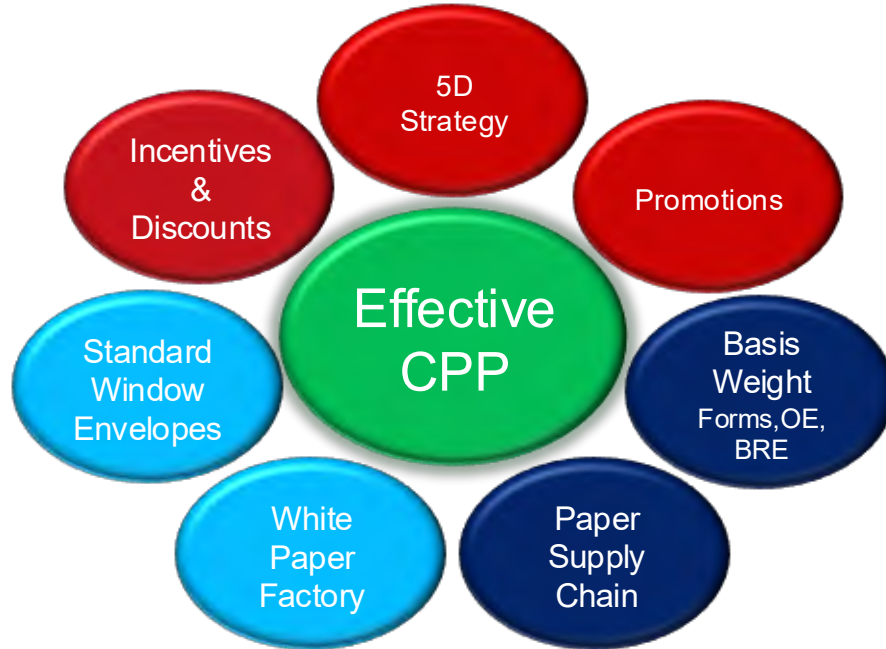 5D
Strategy
Incentives
&
Discounts
Promotions
Effective
CPP
Standard
Window
Envelopes
Basis
Weight
Forms,OE,
BRE
White
Paper
Factory
Paper
Supply
Chain